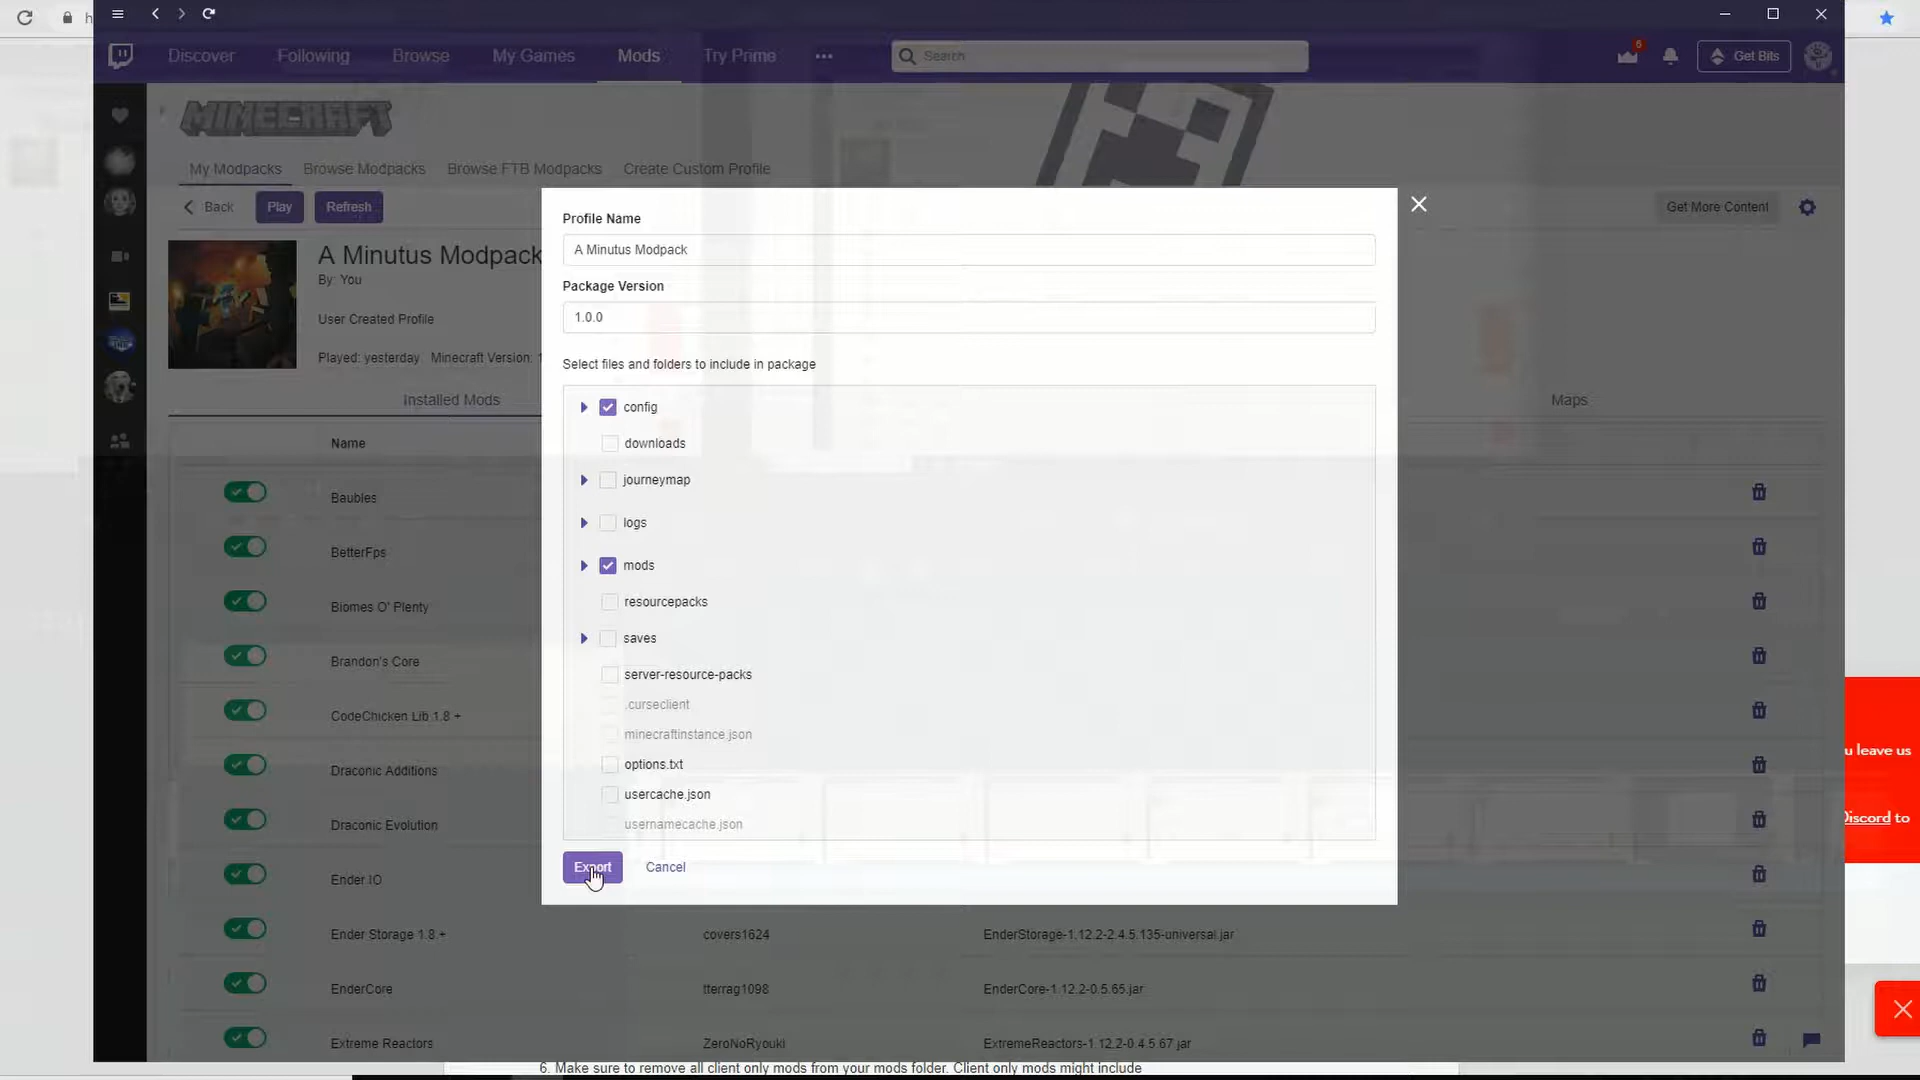 Discover
Following
Browse
My Games
Mods
Try Prime
Search
6
Get Bits
MINECRAFT
My Modpacks
Browse Modpacks
Browse FTB Modpacks
Create Custom Profile
Back
Play
Refresh
Get More Content
A Minutus Modpack
By: You
User Created Profile
Played: yesterday Minecraft Version: 1
Installed Mods
Maps
Name
Baubles
BetterFps
Biomes O' Plenty
Brandon's Core
CodeChicken Lib 1.8 +
Draconic Additions
Draconic Evolution
Ender IO
Ender Storage 1.8.+
covers1624
EnderStorage-1.12.2-2.4.5.135-universal.jar
EnderCore
tterrag1098
EnderCore-1.12.2-0.5.65.jar
Extreme Reactors
ZeroNoRyouki
ExtremeReactors-1.12.2-0.4.5.67.jar
Profile Name
A Minutus Modpack
Package Version
1.0.0
Select files and folders to include in package
config
downloads
journeymap
logs
mods
resourcepacks
saves
server-resource-packs
.curseclient
minecraftinstance.json
options.txt
usercache.json
usernamecache.json
Export
Cancel
u leave us
Discord to
6. Make sure to remove all client only mods from your mods folder. Client only mods might include